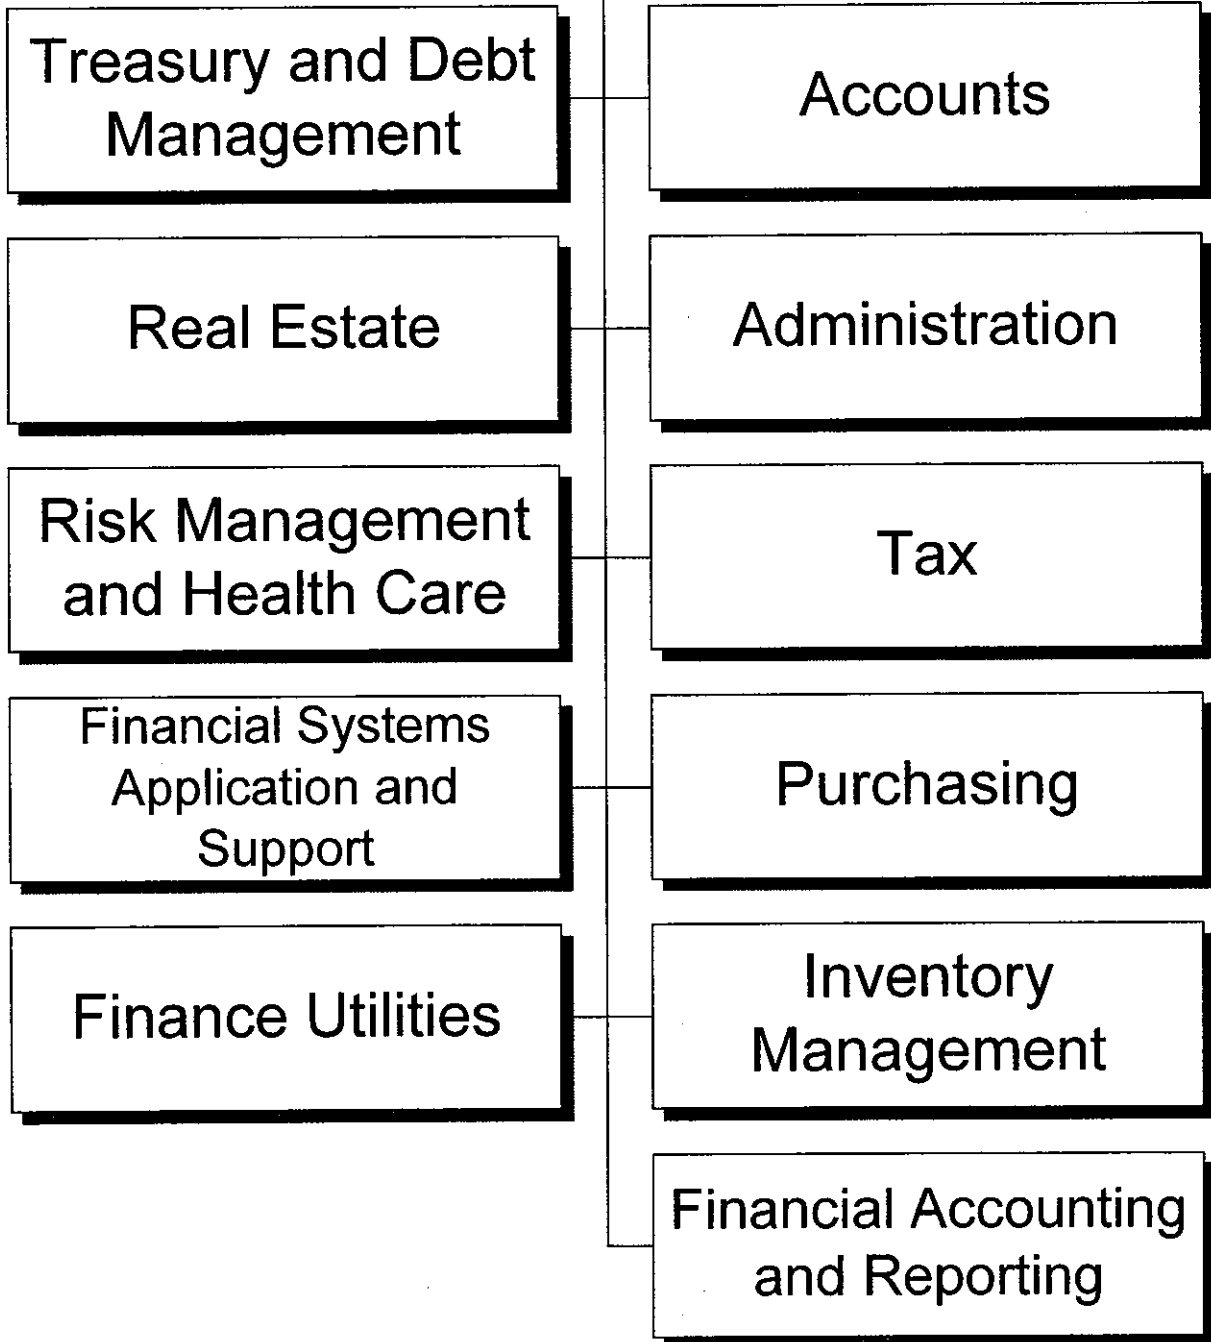 Treasury and Debt
Management
Accounts
Real Estate
Administration
Risk Management
and Health Care
Tax
Financial Systems
Application and
Support
Purchasing
Finance Utilities
Inventory
Management
Financial Accounting
and Reporting